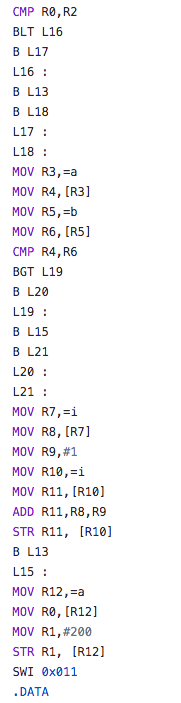 CMP R0,R2
BLT L16
B L17
L16 :
B L13
B L18
L17 :
L18 :
MOV R3,=a
MOV R4,[R3]
MOV R5,=b
MOV R6,[R5]
CMP R4,R6
BGT L19
B L20
L19 :
B L15
B L21
L20 :
L21 :
MOV R7,=i
MOV R8,[R7]
MOV R9,#1
MOV R10,=i
MOV R11,[R10]
ADD R11,R8,R9
STR R11, [R10]
B L13
L15 :
MOV R12,=a
MOV R0,[R12]
MOV R1,#200
STR R1, [R12]
SWI 0x011
.DATA